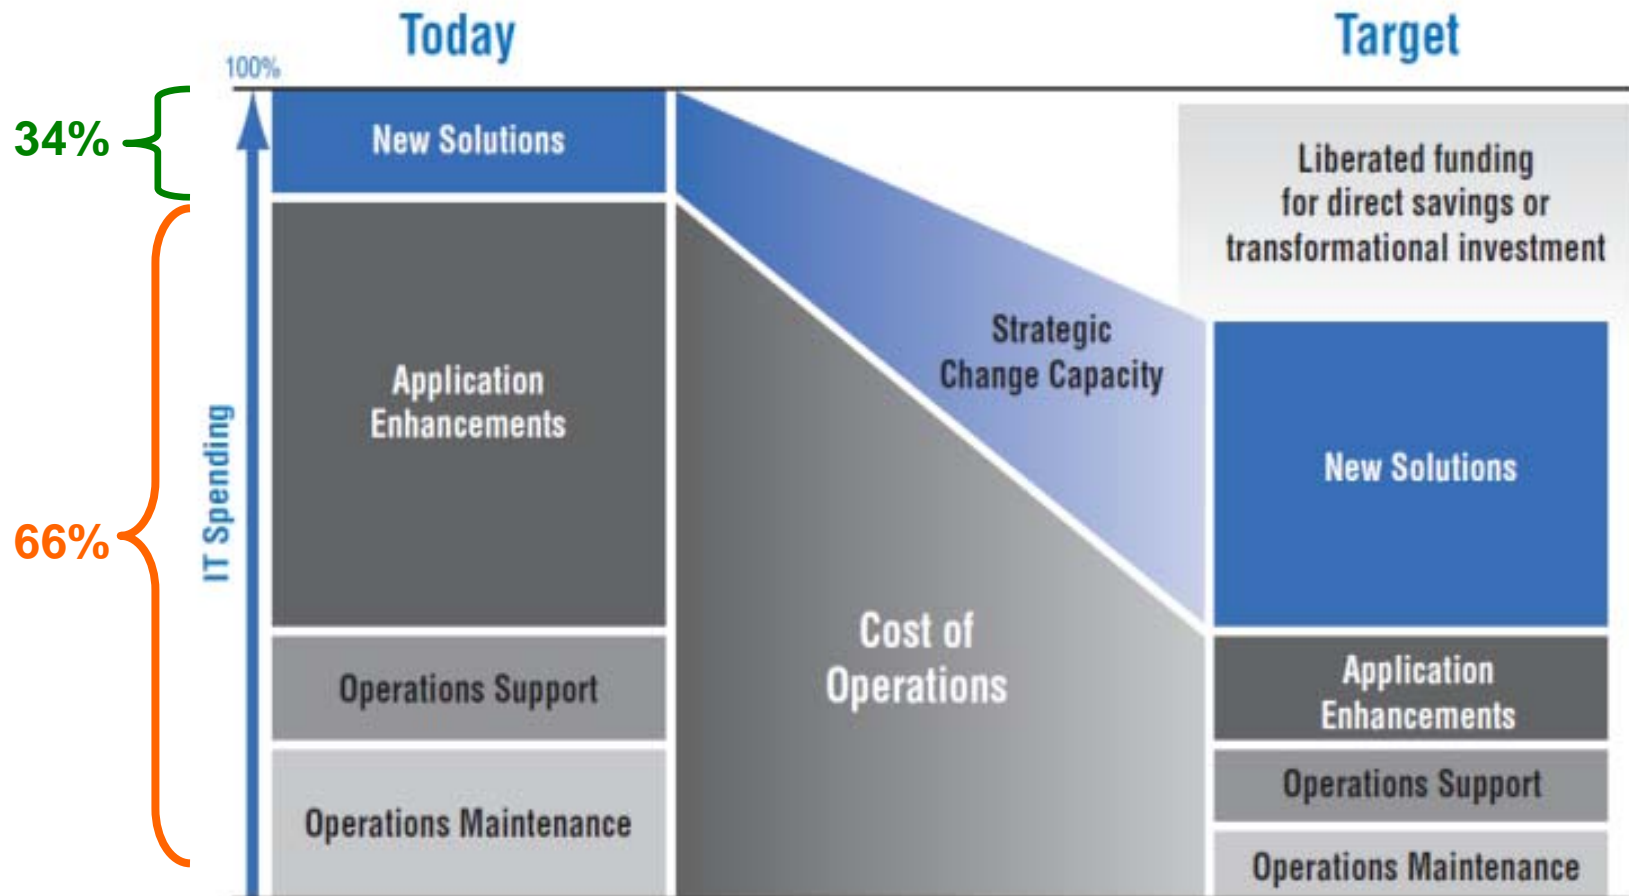 Today
Target
100%
34%
66%
IT Spending
New Solutions
Application
Enhancements
Operations Support
Operations Maintenance
Strategic
Change Capacity
Cost of
Operations
Liberated funding
for direct savings or
transformational investment
New Solutions
Application
Enhancements
Operations Support
Operations Maintenance